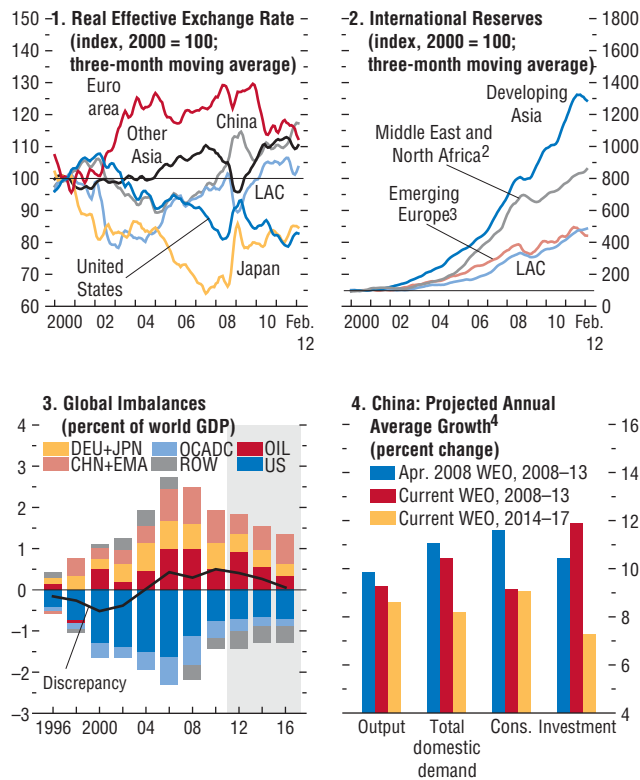 1. Real Effective Exchange Rate
(index, 2000 = 100;
three-month moving average)
150
140
130
120
110
100
90
80
70
60
Euro
area
Other
Asia
China
LAC
United
States
Japan
2000 02 04 06 08 10 Feb.
12
2. International Reserves
(index, 2000 = 100;
three-month moving average)
1800
1600
1400
1200
1000
800
600
400
200
0
Developing
Asia
Middle East and
North Africa2
Emerging
Europe3
LAC
2000 02 04 06 08 10 Feb.
12
3. Global Imbalances
(percent of world GDP)
DEU+JPN OCADC OIL
CHN+EMA ROW US
4
3
2
1
0
–1
–2
–3
Discrepancy
1996 2000 04 08 12 16
4. China: Projected Annual
Average Growth4
(percent change)
Apr. 2008 WEO, 2008–13
Current WEO, 2008–13
Current WEO, 2014–17
16
14
12
10
8
6
4
Output Total Cons. Investment
domestic
demand